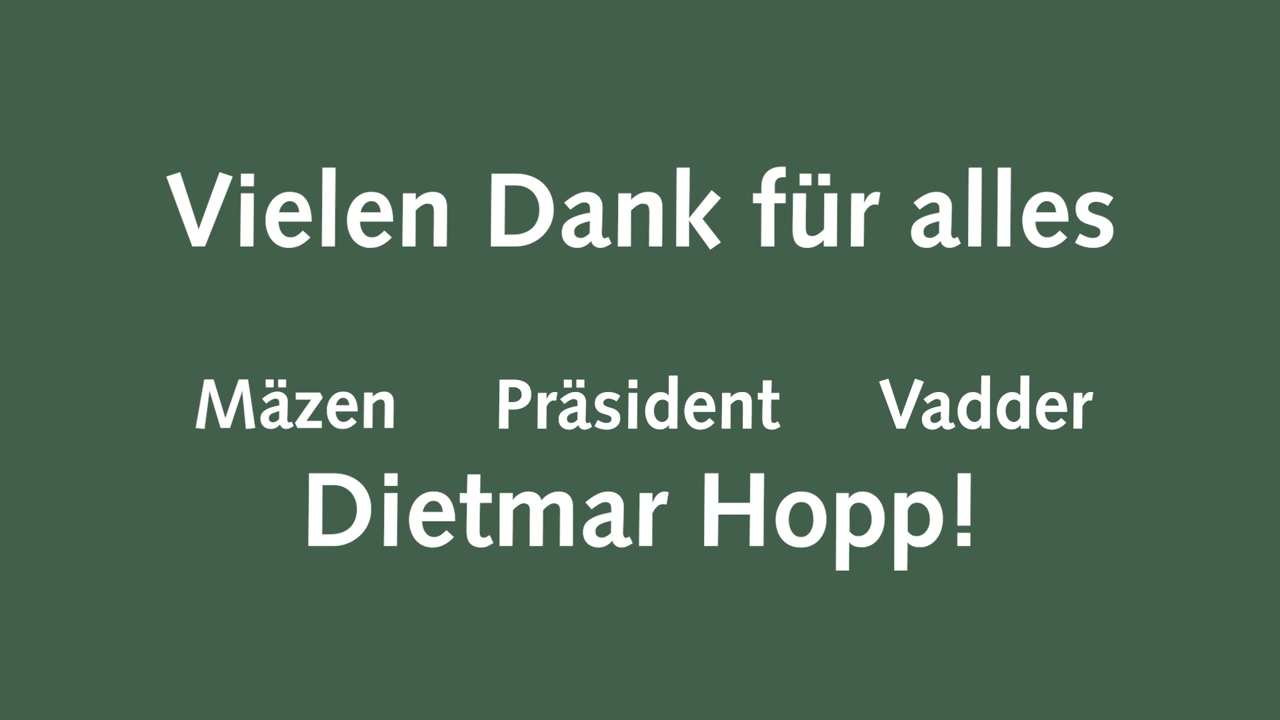 Vielen Dank für alles
Mäzen Präsident Vadder
Dietmar Hopp!